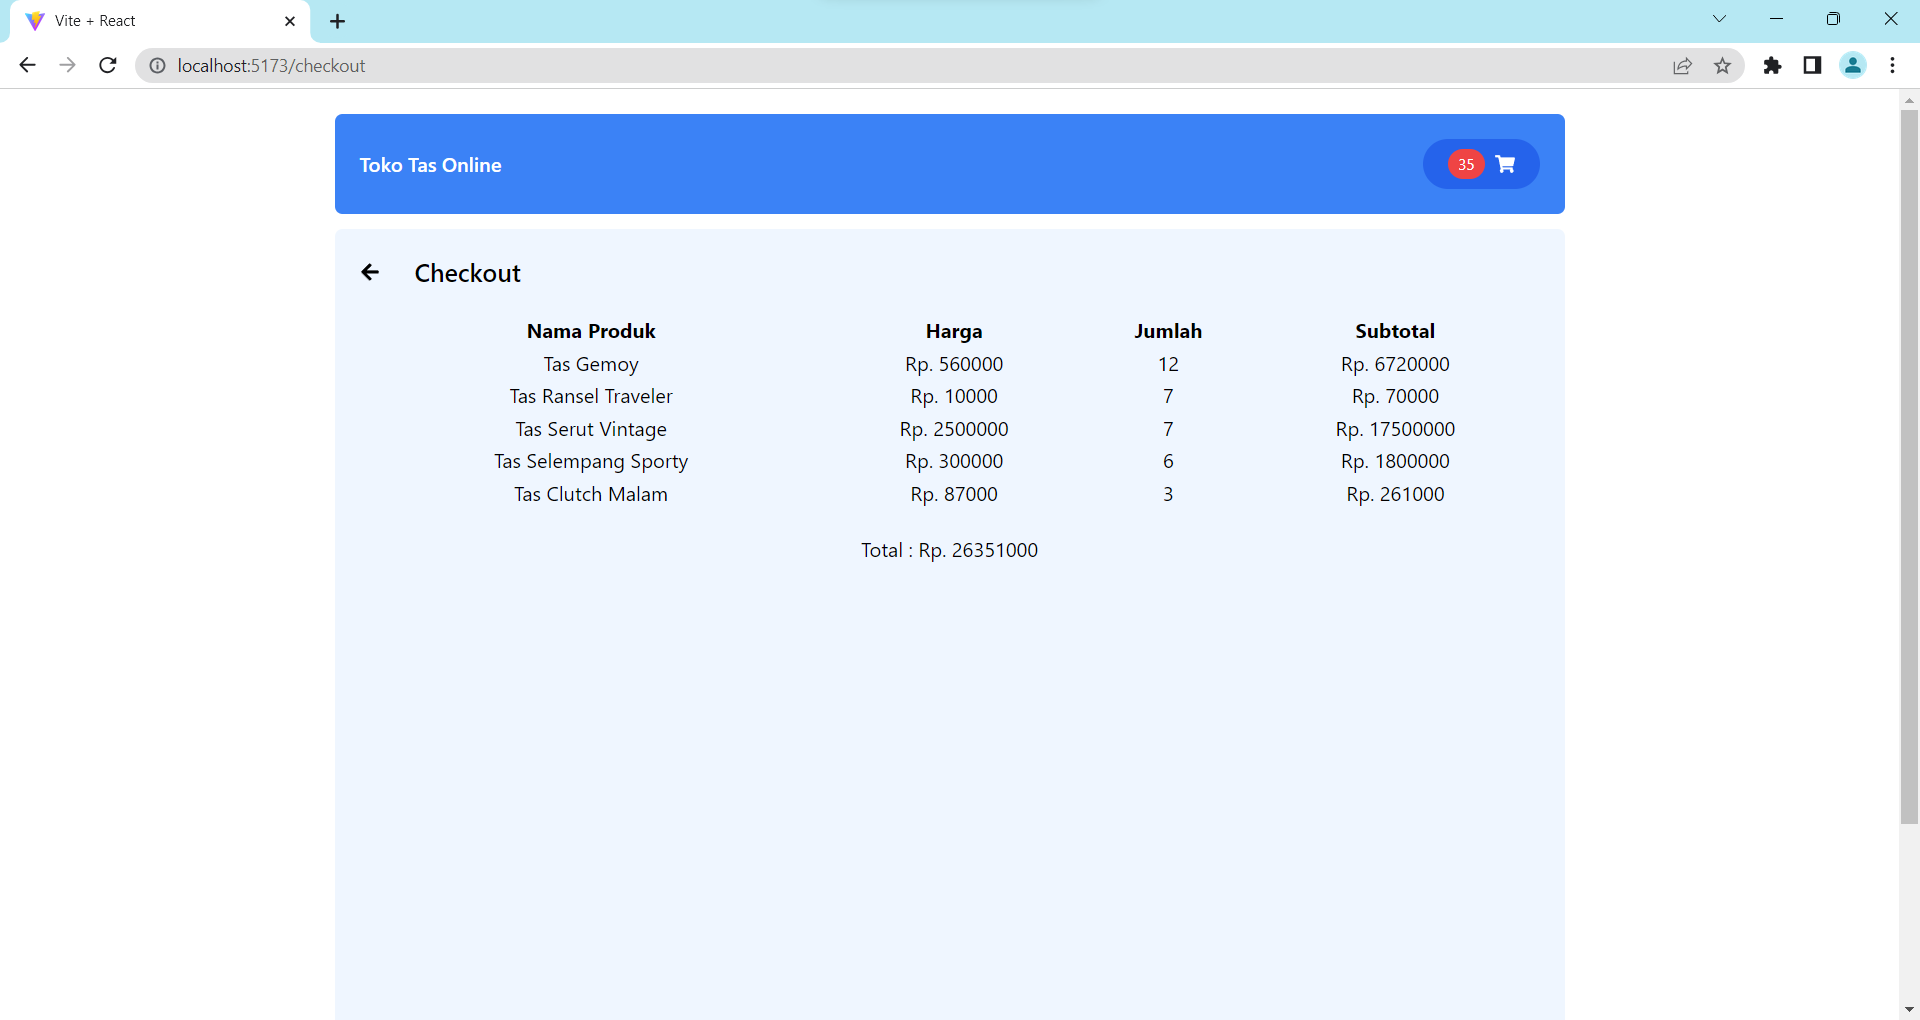 Vite + React
localhost:5173/checkout
Toko Tas Online
35
Checkout
Nama Produk Harga Jumlah Subtotal
Tas Gemoy Rp. 560000 12 Rp. 6720000
Tas Ransel Traveler Rp. 10000 7 Rp. 70000
Tas Serut Vintage Rp. 2500000 7 Rp. 17500000
Tas Selempang Sporty Rp. 300000 6 Rp. 1800000
Tas Clutch Malam Rp. 87000 3 Rp. 261000
Total : Rp. 26351000